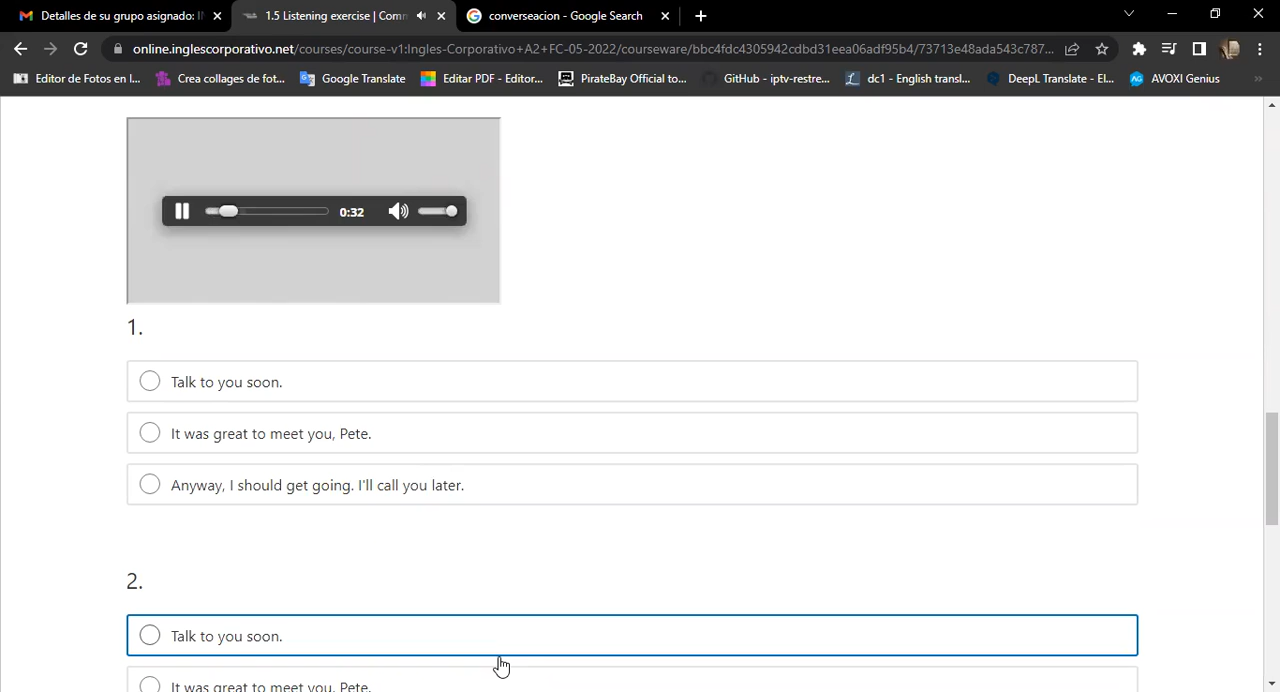 Detalles de su grupo asignado: I
1.5 Listening exercise | Comm
converseacion - Google Search
online.inglescorporativo.net/courses/course-v1:Ingles-Corporativo+A2+FC-05-2022/courseware/bbc4fdc4305942cdbd31eea06adf95b4/73713e48ada543c787...
Editor de Fotos en l...
Crea collages de fot...
Google Translate
Editar PDF - Editor...
PirateBay Official to...
GitHub - iptv-restre...
dc1 - English transl...
DeepL Translate - El...
AVOXI Genius
»
0:32
1.
Talk to you soon.
It was great to meet you, Pete.
Anyway, I should get going. I'll call you later.
2.
Talk to you soon.
It was great to meet you, Pete.